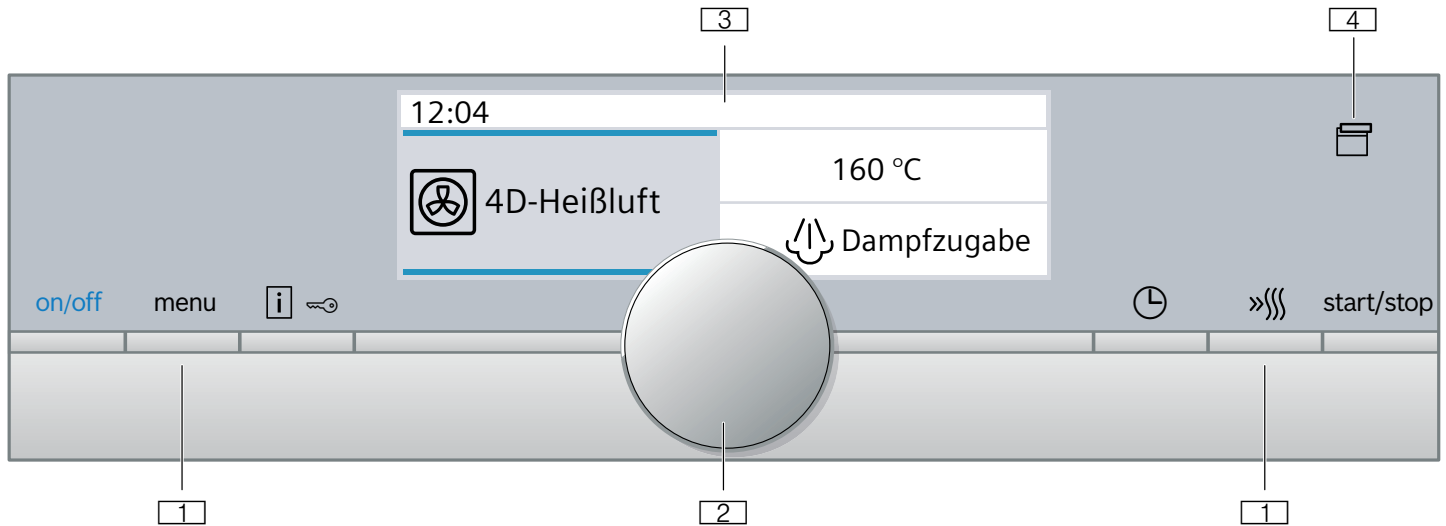 3 4
12:04
160 °C
4D-Heißluft
Dampfzugabe
on/off menu i start/stop
1 2 1